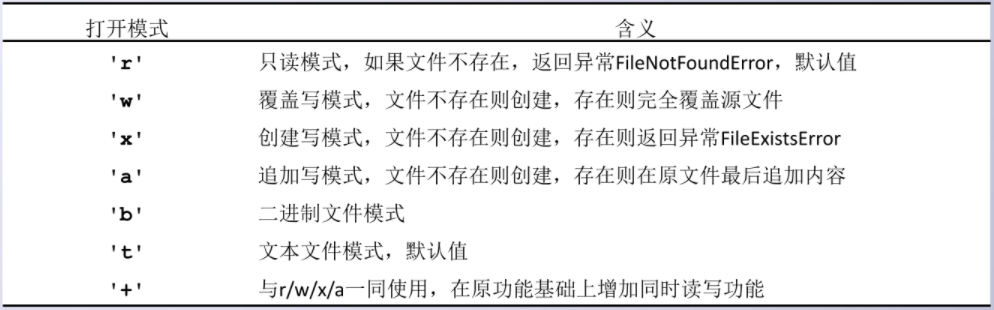 打开模式 含义
'r' 只读模式，如果文件不存在，返回异常FileNotFoundError，默认值
'w' 覆盖写模式，文件不存在则创建，存在则完全覆盖源文件
'x' 创建写模式，文件不存在则创建，存在则返回异常FileExistsError
'a' 追加写模式，文件不存在则创建，存在则在原文件最后追加内容
'b' 二进制文件模式
't' 文本文件模式，默认值
'+' 与r/w/x/a一同使用，在原功能基础上增加同时读写功能